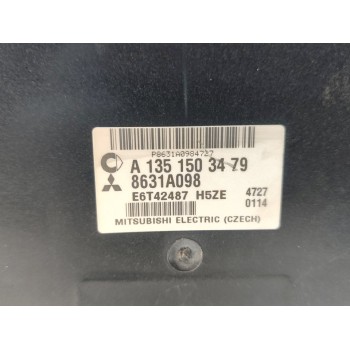 P8631A0984727
A 135 150 34 79
8631A098
E6T42487 H5ZE 4727
0114
MITSUBISHI ELECTRIC (CZECH)